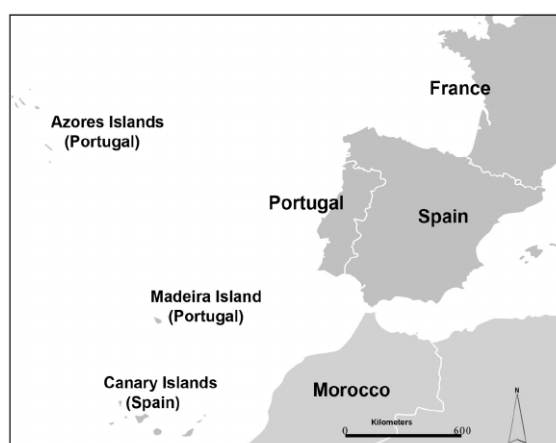 France
Azores Islands
(Portugal)
Portugal
Spain
Madeira Island
(Portugal)
Canary Islands
(Spain)
Morocco
N
Kilometers
0 600